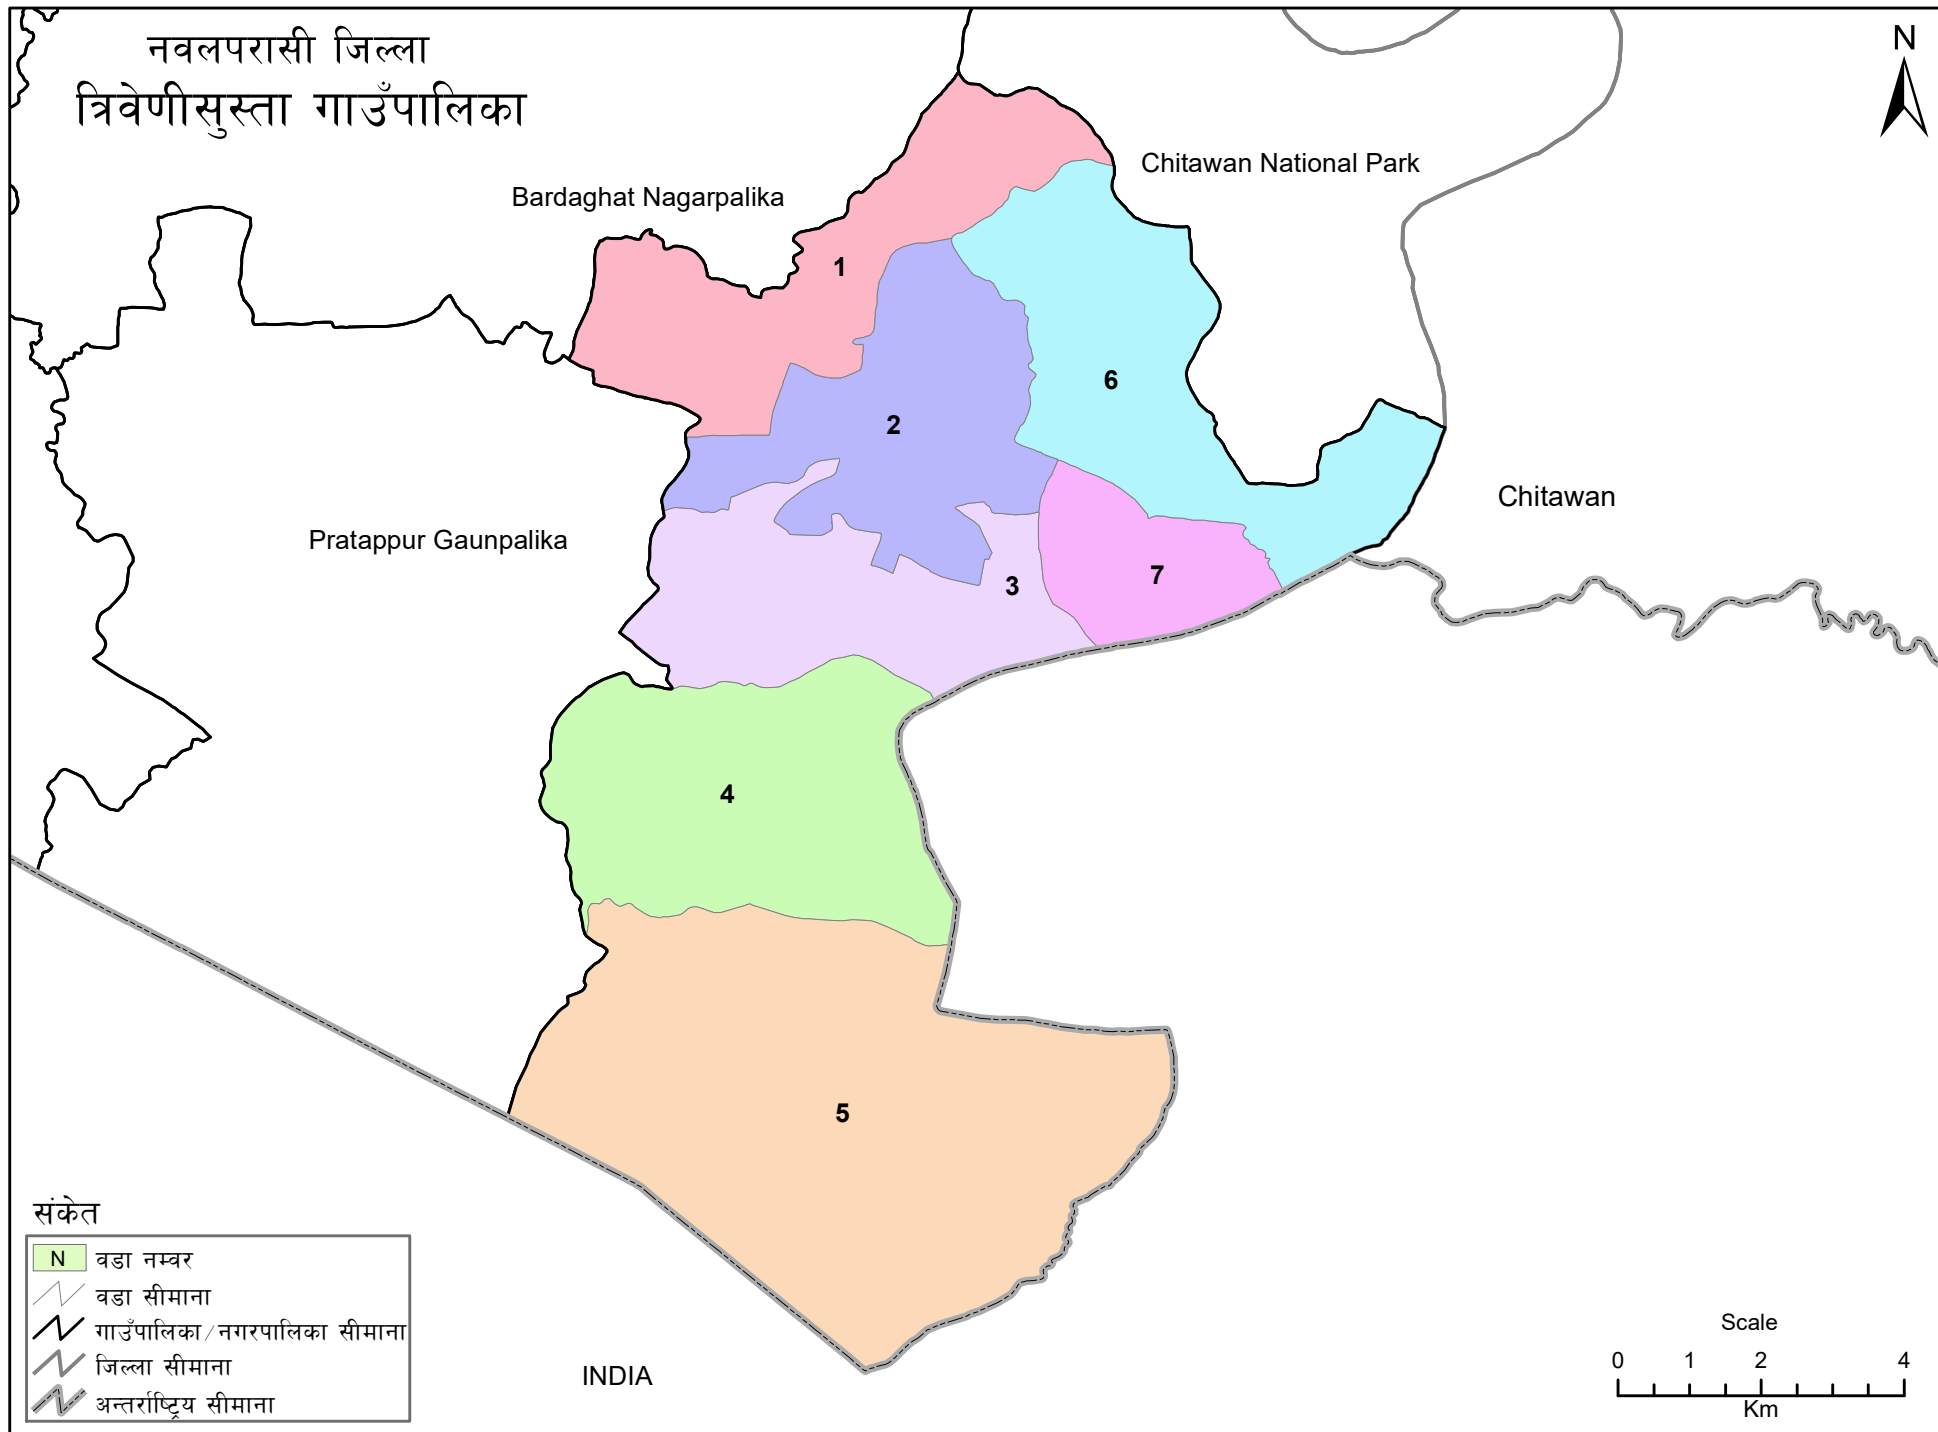 नवलपरासी जिल्ला
त्रिवेणीसुस्ता गाउँपालिका
N
Chitawan National Park
Bardaghat Nagarpalika
1
6
2
Chitawan
Pratappur Gaunpalika
7
3
4
5
संकेत
N वडा नम्वर
वडा सीमाना
गाउँपालिका/नगरपालिका सीमाना
जिल्ला सीमाना
अन्तर्राष्ट्रिय सीमाना
INDIA
Scale
0 1 2 4
Km